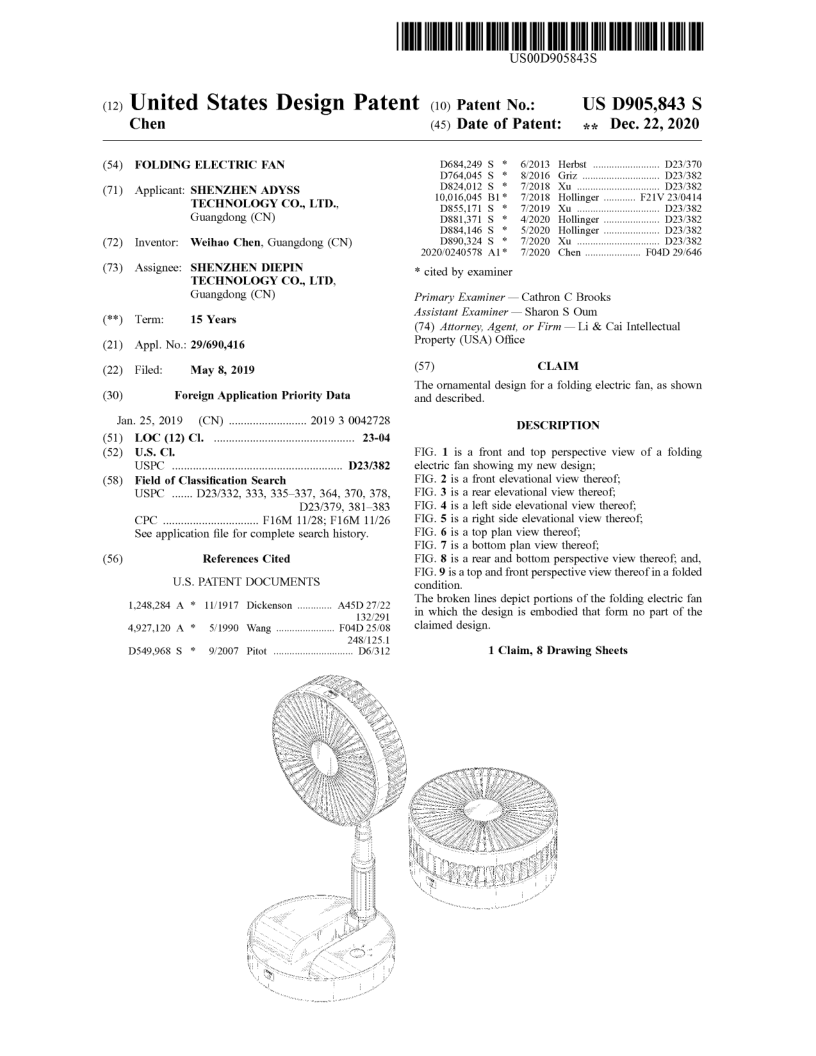 US00D905843S
(12) United States Design Patent
Chen
(10) Patent No.: US D905,843 S
(45) Date of Patent: ** Dec. 22, 2020
(54) FOLDING ELECTRIC FAN
(71) Applicant: SHENZHEN ADYSS
TECHNOLOGY CO., LTD.,
Guangdong (CN)
(72) Inventor: Weihao Chen, Guangdong (CN)
(73) Assignee: SHENZHEN DIEPIN
TECHNOLOGY CO., LTD,
Guangdong (CN)
(**) Term: 15 Years
(21) Appl. No.: 29/690,416
(22) Filed: May 8, 2019
(30) Foreign Application Priority Data
Jan. 25, 2019 (CN) .......................... 2019 3 0042728
(51) LOC (12) Cl. ............................................... 23-04
(52) U.S. Cl.
USPC ......................................................... D23/382
(58) Field of Classification Search
USPC ....... D23/332, 333, 335–337, 364, 370, 378,
D23/379, 381–383
CPC ................................ F16M 11/28; F16M 11/26
See application file for complete search history.
(56) References Cited
U.S. PATENT DOCUMENTS
1,248,284 A * 11/1917 Dickenson ............ A45D 27/22
132/291
4,927,120 A * 5/1990 Wang ...................... F04D 25/08
248/125.1
D549,968 S * 9/2007 Pitot ............................. D6/312
D684,249 S * 6/2013 Herbst ........................ D23/370
D764,045 S * 8/2016 Griz ............................ D23/382
D824,012 S * 7/2018 Xu .............................. D23/382
10,016,045 B1 * 7/2018 Hollinger ............ F21V 23/0414
D855,171 S * 7/2019 Xu .............................. D23/382
D881,371 S * 4/2020 Hollinger .................... D23/382
D884,146 S * 5/2020 Hollinger .................... D23/382
D890,324 S * 7/2020 Xu .............................. D23/382
2020/0240578 A1 * 7/2020 Chen .................... F04D 29/646
* cited by examiner
Primary Examiner — Cathron C Brooks
Assistant Examiner — Sharon S Oum
(74) Attorney, Agent, or Firm — Li & Cai Intellectual
Property (USA) Office
(57) CLAIM
The ornamental design for a folding electric fan, as shown
and described.
DESCRIPTION
FIG. 1 is a front and top perspective view of a folding
electric fan showing my new design;
FIG. 2 is a front elevational view thereof;
FIG. 3 is a rear elevational view thereof;
FIG. 4 is a left side elevational view thereof;
FIG. 5 is a right side elevational view thereof;
FIG. 6 is a top plan view thereof;
FIG. 7 is a bottom plan view thereof;
FIG. 8 is a rear and bottom perspective view thereof; and,
FIG. 9 is a top and front perspective view thereof in a folded
condition.
The broken lines depict portions of the folding electric fan
in which the design is embodied that form no part of the
claimed design.
1 Claim, 8 Drawing Sheets